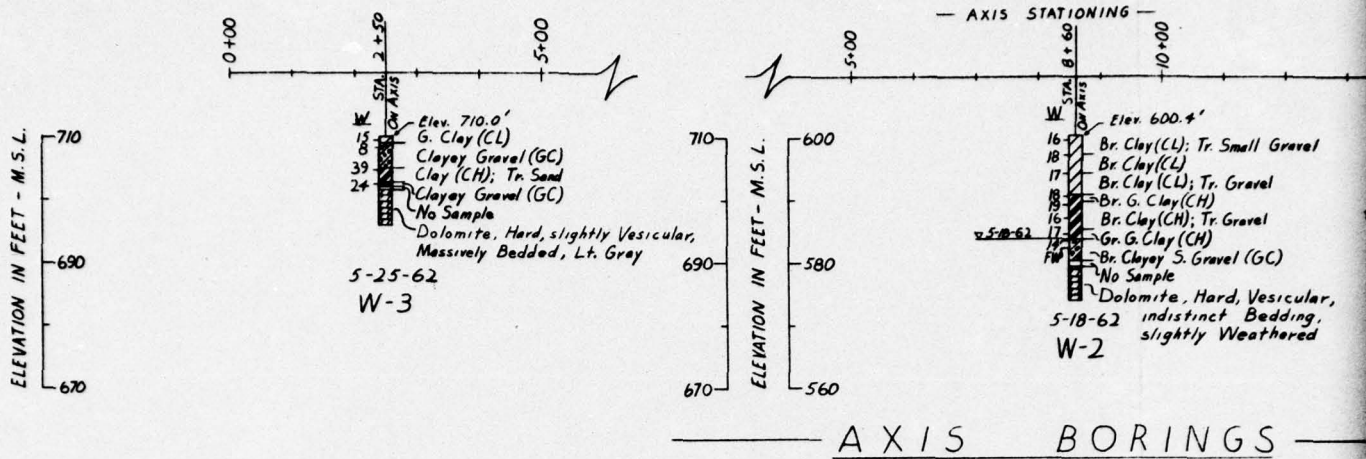 — AXIS STATIONING —
0+00
STA. 2+50
On Axis
5+00
5+00
STA. 8+60
On Axis
10+00
ELEVATION IN FEET - M.S.L.
710
690
670
W
15
8
39
24
Elev. 710.0'
G. Clay (CL)
Clayey Gravel (GC)
Clay (CH); Tr. Sand
Clayey Gravel (GC)
No Sample
Dolomite, Hard, slightly Vesicular,
Massively Bedded, Lt. Gray
5-25-62
W-3
710
690
670
ELEVATION IN FEET - M.S.L.
600
580
560
W
16
18
17
18
19
16
17
14
FW
5-18-62
Elev. 600.4'
Br. Clay (CL); Tr. Small Gravel
Br. Clay (CL)
Br. Clay (CL); Tr. Gravel
Br. G. Clay (CH)
Br. Clay (CH); Tr. Gravel
Gr. G. Clay (CH)
Br. Clayey S. Gravel (GC)
No Sample
Dolomite, Hard, Vesicular,
indistinct Bedding,
slightly Weathered
5-18-62
W-2
AXIS BORINGS